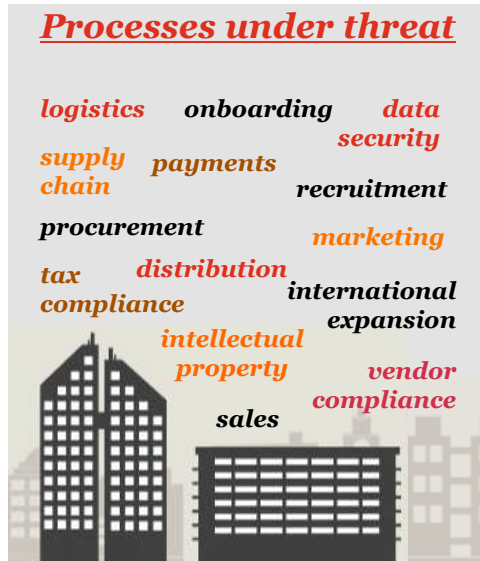 Processes under threat
logistics onboarding data
security
supply
chain
payments
recruitment
procurement
marketing
tax
compliance
distribution
international
expansion
intellectual
property
vendor
compliance
sales